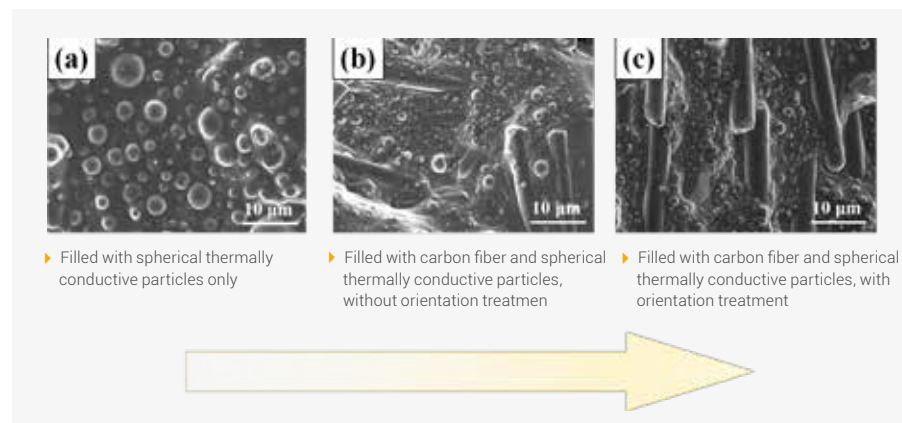 (a)
10 μm
(b)
10 μm
(c)
10 μm
Filled with spherical thermally
conductive particles only
Filled with carbon fiber and spherical
thermally conductive particles,
without orientation treatmen
Filled with carbon fiber and spherical
thermally conductive particles, with
orientation treatment